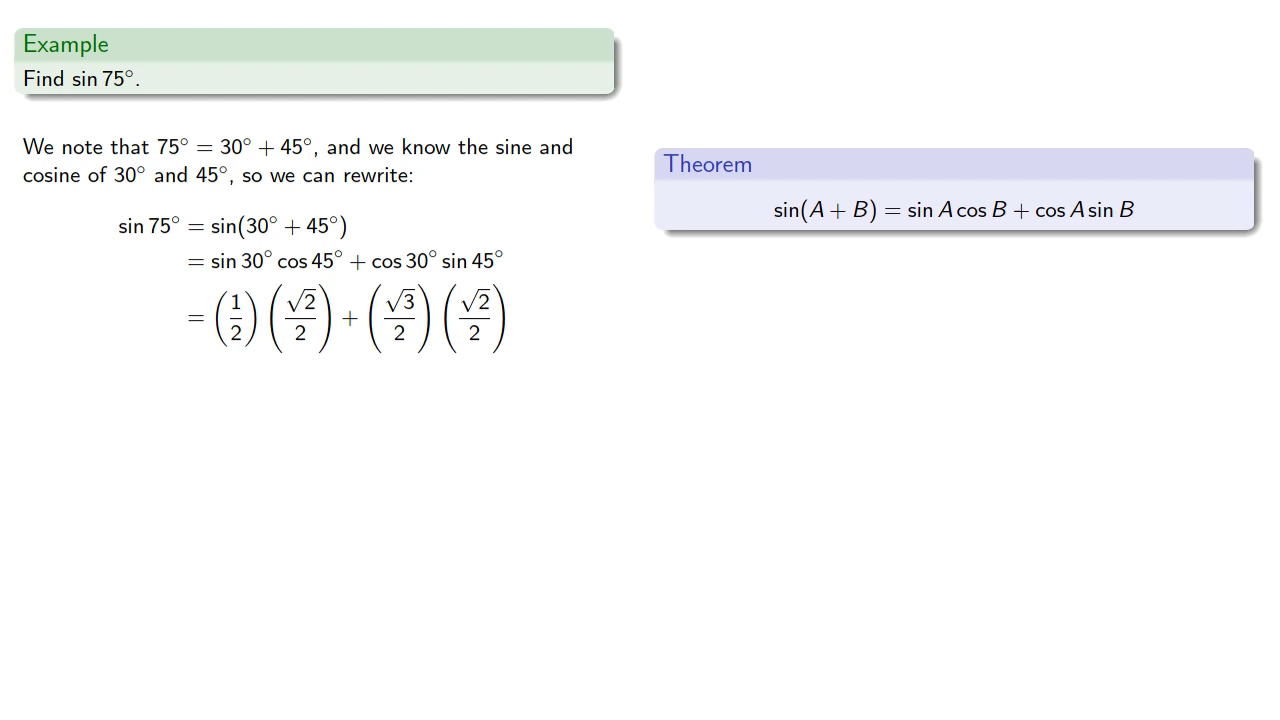 Example
Find sin 75°.
We note that 75° = 30° + 45°, and we know the sine and
cosine of 30° and 45°, so we can rewrite:
sin 75° = sin(30° + 45°)
= sin 30° cos 45° + cos 30° sin 45°
= (1/2) (√2/2) + (√3/2) (√2/2)
Theorem
sin(A + B) = sin A cos B + cos A sin B